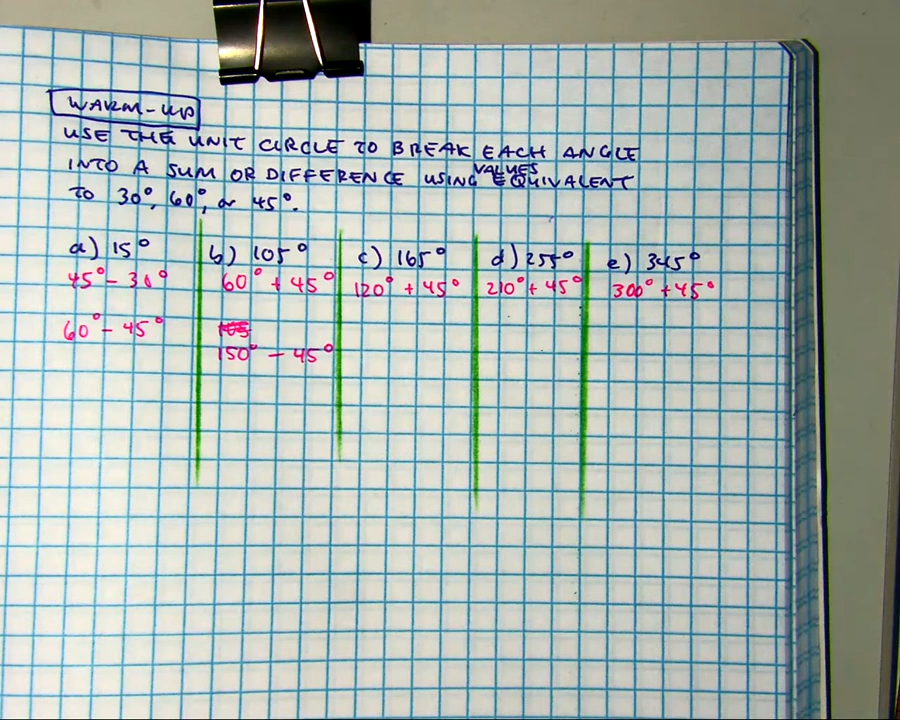 WARM-UP
USE THE UNIT CIRCLE TO BREAK EACH ANGLE
INTO A SUM OR DIFFERENCE USING VALUES EQUIVALENT
TO 30°, 60°, or 45°.
a) 15°
45° - 30°
60° - 45°
b) 105°
60° + 45°
150° - 45°
c) 165°
120° + 45°
d) 255°
210° + 45°
e) 345°
300° + 45°